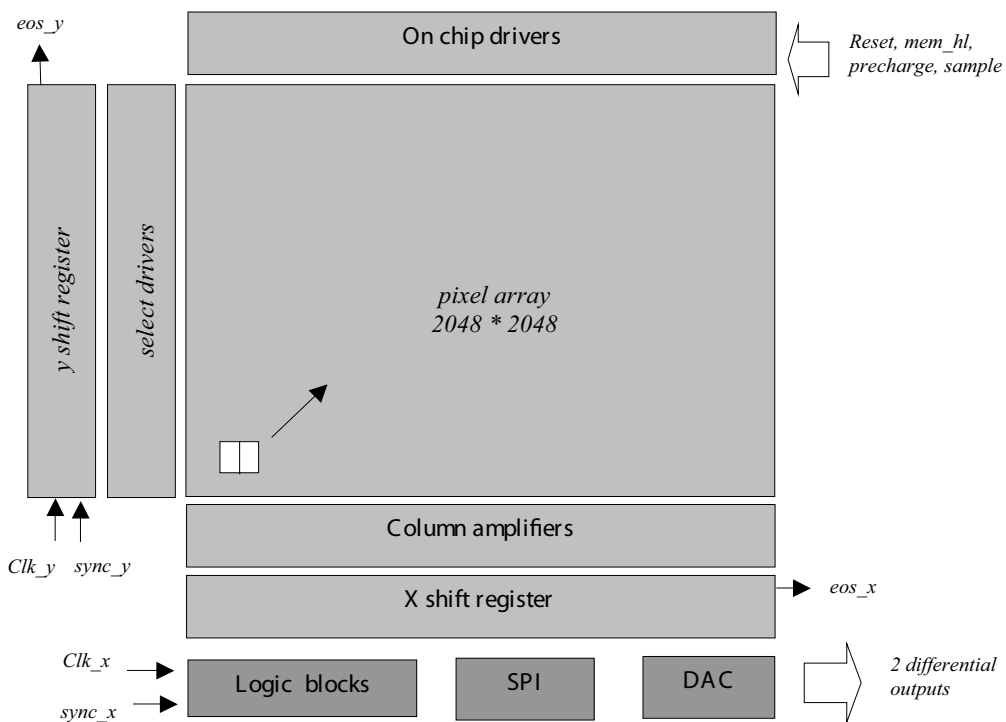 eos_y
On chip drivers
Reset, mem_hl,
precharge, sample
y shift register
select drivers
pixel array
2048 * 2048
Column amplifiers
Clk_y sync_y
X shift register
eos_x
Clk_x
Logic blocks
SPI
DAC
2 differential
outputs
sync_x